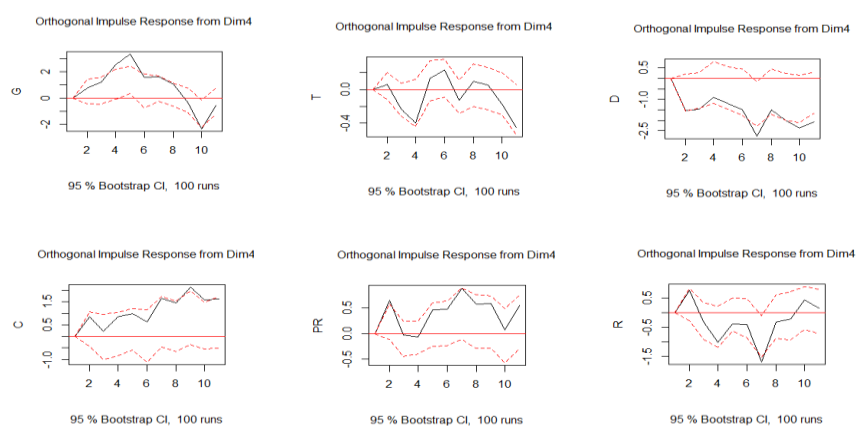 Orthogonal Impulse Response from Dim4
G
2
0
-2
2 4 6 8 10
95 % Bootstrap CI, 100 runs
Orthogonal Impulse Response from Dim4
T
0.0
-0.4
2 4 6 8 10
95 % Bootstrap CI, 100 runs
Orthogonal Impulse Response from Dim4
D
0.5
-1.0
-2.5
2 4 6 8 10
95 % Bootstrap CI, 100 runs
Orthogonal Impulse Response from Dim4
C
1.5
0.5
-1.0
2 4 6 8 10
95 % Bootstrap CI, 100 runs
Orthogonal Impulse Response from Dim4
PR
0.5
0.0
-0.5
2 4 6 8 10
95 % Bootstrap CI, 100 runs
Orthogonal Impulse Response from Dim4
R
0.5
-0.5
-1.5
2 4 6 8 10
95 % Bootstrap CI, 100 runs